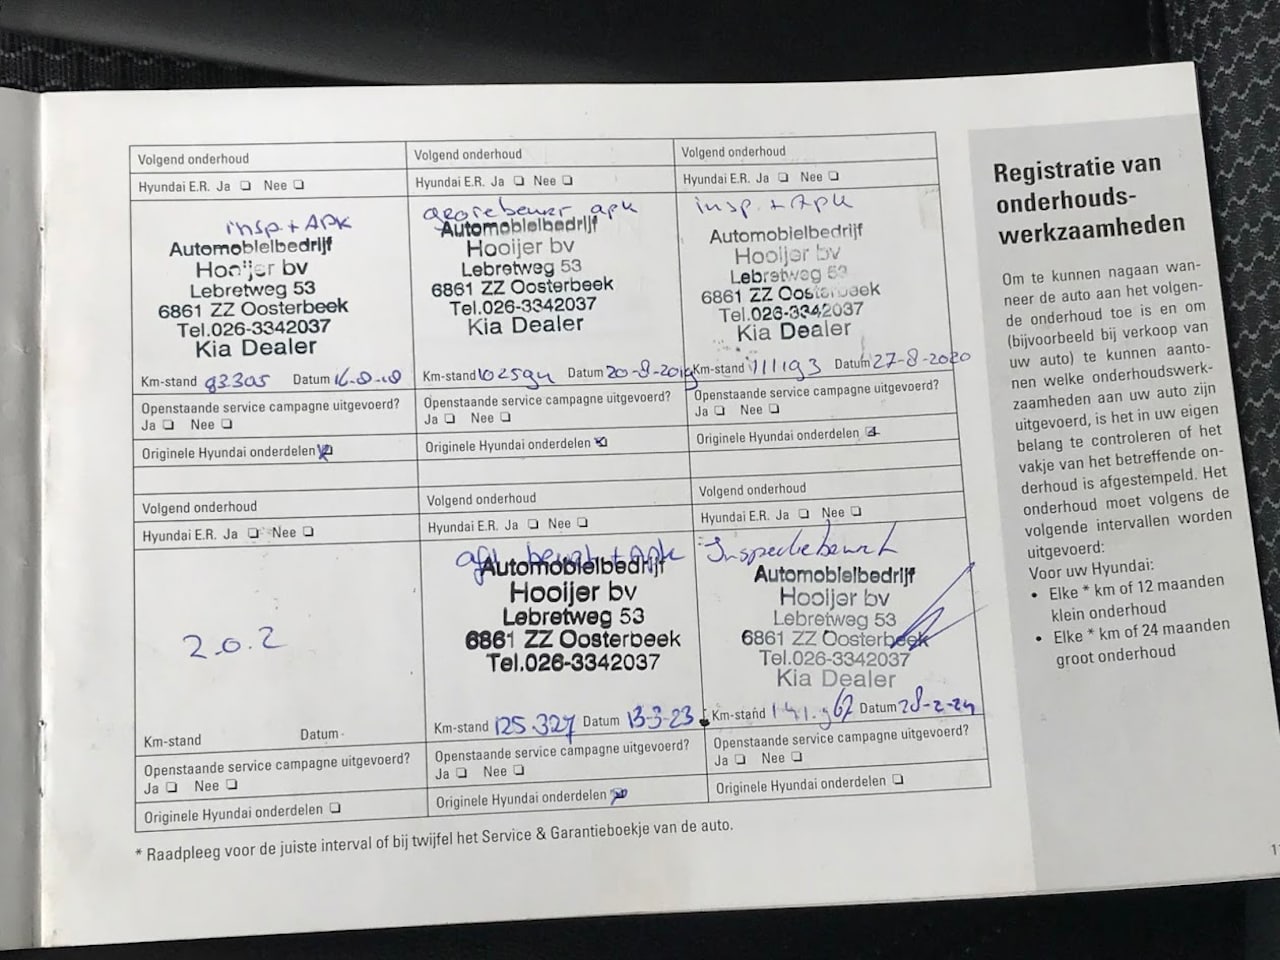 Volgend onderhoud
Hyundai E.R. Ja ❏ Nee ❏
insp + APK
Automobielbedrijf
Hooijer bv
Lebretweg 53
6861 ZZ Oosterbeek
Tel.026-3342037
Kia Dealer
Km-stand 93305 Datum 16-8-18
Openstaande service campagne uitgevoerd?
Ja ❏ Nee ❏
Originele Hyundai onderdelen
Volgend onderhoud
Hyundai E.R. Ja ❏ Nee ❏
apk
Automobielbedrijf
Hooijer bv
Lebretweg 53
6861 ZZ Oosterbeek
Tel.026-3342037
Kia Dealer
Km-stand 102594 Datum 20-8-2019
Openstaande service campagne uitgevoerd?
Ja ❏ Nee ❏
Originele Hyundai onderdelen
Volgend onderhoud
Hyundai E.R. Ja ❏ Nee ❏
insp + Apk
Automobielbedrijf
Hooijer bv
Lebretweg 53
6861 ZZ Oosterbeek
Tel.026-3342037
Kia Dealer
Km-stand 111193 Datum 27-8-2020
Openstaande service campagne uitgevoerd?
Ja ❏ Nee ❏
Originele Hyundai onderdelen
Volgend onderhoud
Hyundai E.R. Ja ❏ Nee ❏
2.0.2
Km-stand Datum
Openstaande service campagne uitgevoerd?
Ja ❏ Nee ❏
Originele Hyundai onderdelen ❏
Volgend onderhoud
Hyundai E.R. Ja ❏ Nee ❏
beurt + Apk
Automobielbedrijf
Hooijer bv
Lebretweg 53
6861 ZZ Oosterbeek
Tel.026-3342037
Km-stand 125.327 Datum 13-3-23
Openstaande service campagne uitgevoerd?
Ja ❏ Nee ❏
Originele Hyundai onderdelen
Volgend onderhoud
Hyundai E.R. Ja ❏ Nee ❏
Inspectiebeurt
Automobielbedrijf
Hooijer bv
Lebretweg 53
6861 ZZ Oosterbeek
Tel.026-3342037
Kia Dealer
Km-stand Datum 28-2-24
Openstaande service campagne uitgevoerd?
Ja ❏ Nee ❏
Originele Hyundai onderdelen ❏
* Raadpleeg voor de juiste interval of bij twijfel het Service & Garantieboekje van de auto.
Registratie van
onderhouds-
werkzaamheden
Om te kunnen nagaan wan-
neer de auto aan het volgen-
de onderhoud toe is en om
(bijvoorbeeld bij verkoop van
uw auto) te kunnen aanto-
nen welke onderhoudswerk-
zaamheden aan uw auto zijn
uitgevoerd, is het in uw eigen
belang te controleren of het
vakje van het betreffende on-
derhoud is afgestempeld. Het
onderhoud moet volgens de
volgende intervallen worden
uitgevoerd:
Voor uw Hyundai:
• Elke * km of 12 maanden
klein onderhoud
• Elke * km of 24 maanden
groot onderhoud